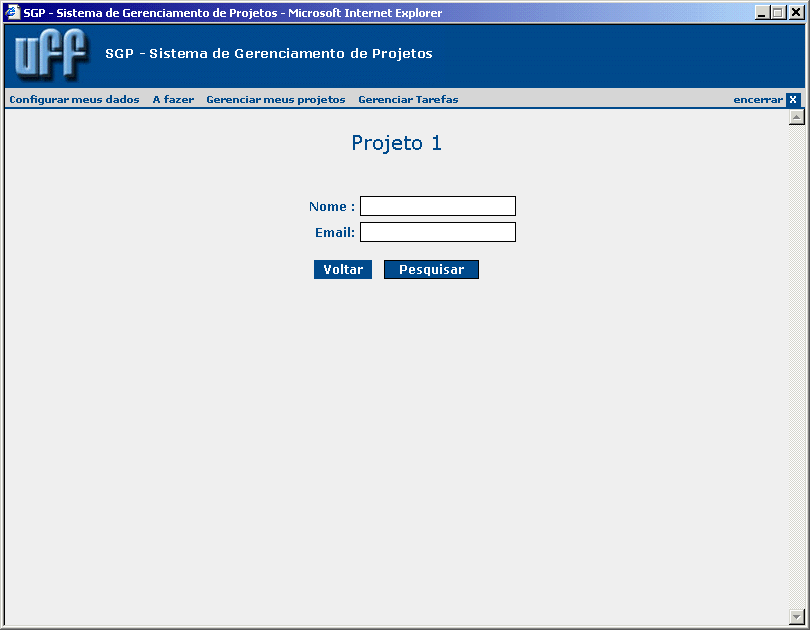 SGP - Sistema de Gerenciamento de Projetos - Microsoft Internet Explorer
uff SGP - Sistema de Gerenciamento de Projetos
Configurar meus dados A fazer Gerenciar meus projetos Gerenciar Tarefas encerrar X
Projeto 1
Nome :
Email:
Voltar Pesquisar